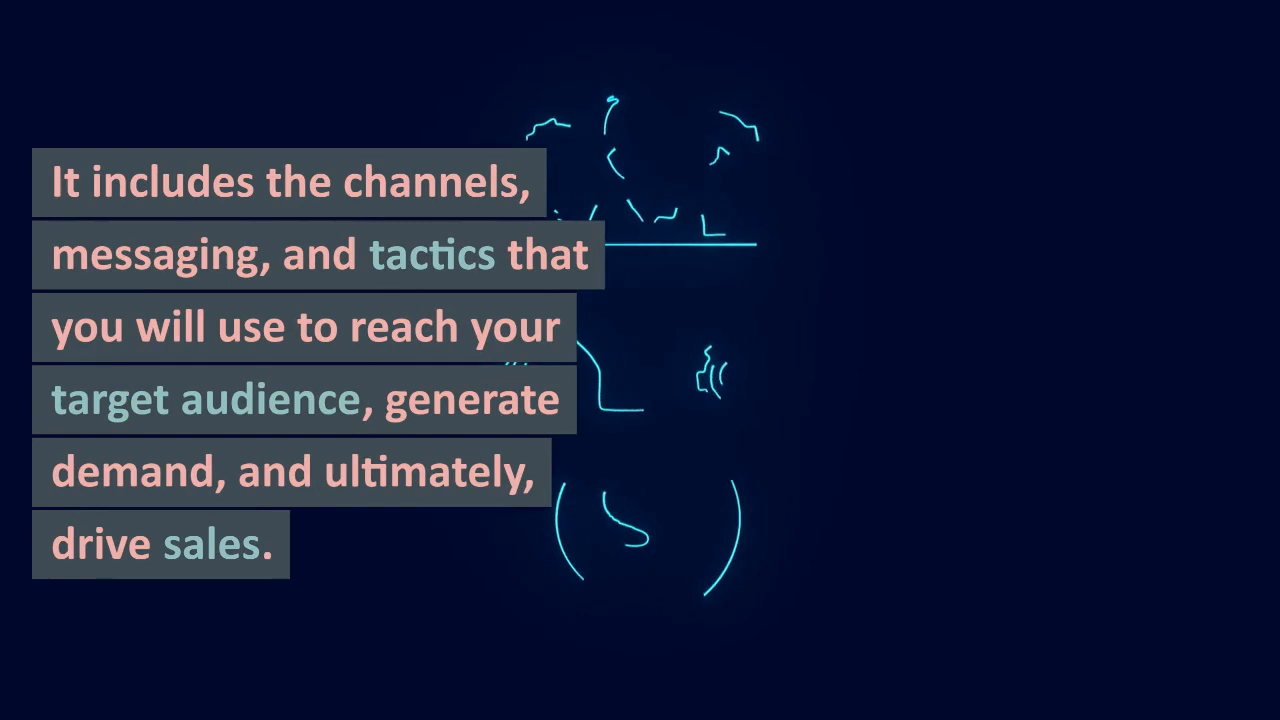 It includes the channels,
messaging, and tactics that
you will use to reach your
target audience, generate
demand, and ultimately,
drive sales.